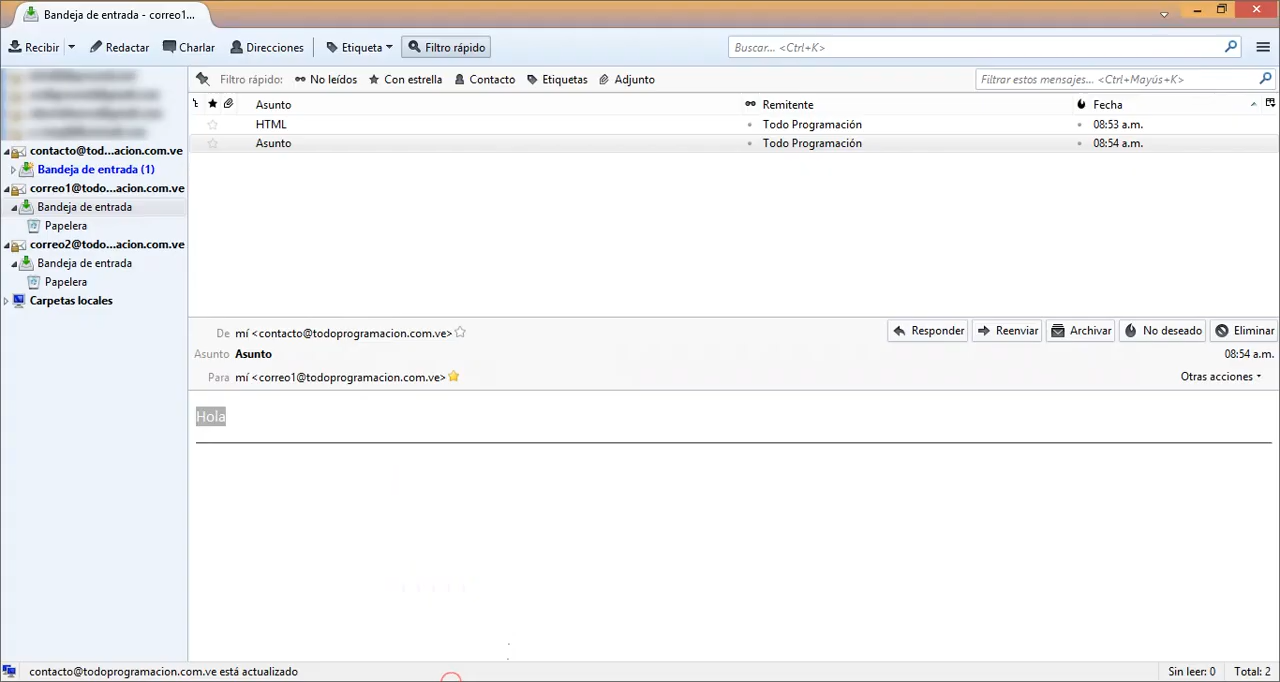 Bandeja de entrada - correo1...
Recibir Redactar Charlar Direcciones Etiqueta Filtro rápido Buscar... <Ctrl+K>
Filtro rápido: No leídos Con estrella Contacto Etiquetas Adjunto Filtrar estos mensajes... <Ctrl+Mayús+K>
Asunto Remitente Fecha
HTML Todo Programación 08:53 a.m.
Asunto Todo Programación 08:54 a.m.
contacto@tod...acion.com.ve
Bandeja de entrada (1)
correo1@todo...acion.com.ve
Bandeja de entrada
Papelera
correo2@todo...acion.com.ve
Bandeja de entrada
Papelera
Carpetas locales
De mí <contacto@todoprogramacion.com.ve> Responder Reenviar Archivar No deseado Eliminar
Asunto Asunto 08:54 a.m.
Para mí <correo1@todoprogramacion.com.ve> Otras acciones
Hola
contacto@todoprogramacion.com.ve está actualizado Sin leer: 0 Total: 2